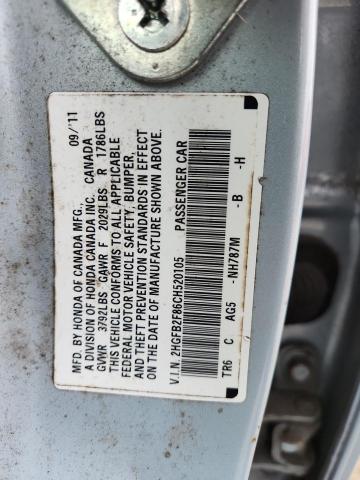 MFD. BY HONDA OF CANADA MFG., 09/'11
A DIVISION OF HONDA CANADA INC. CANADA
GVWR 3792LBS GAWR F 2029LBS R 1786LBS
THIS VEHICLE CONFORMS TO ALL APPLICABLE
FEDERAL MOTOR VEHICLE SAFETY, BUMPER,
AND THEFT PREVENTION STANDARDS IN EFFECT
ON THE DATE OF MANUFACTURE SHOWN ABOVE.
V.I.N. 2HGFB2F86CH520105 PASSENGER CAR
TR6 C AG5 -NH787M -B -H